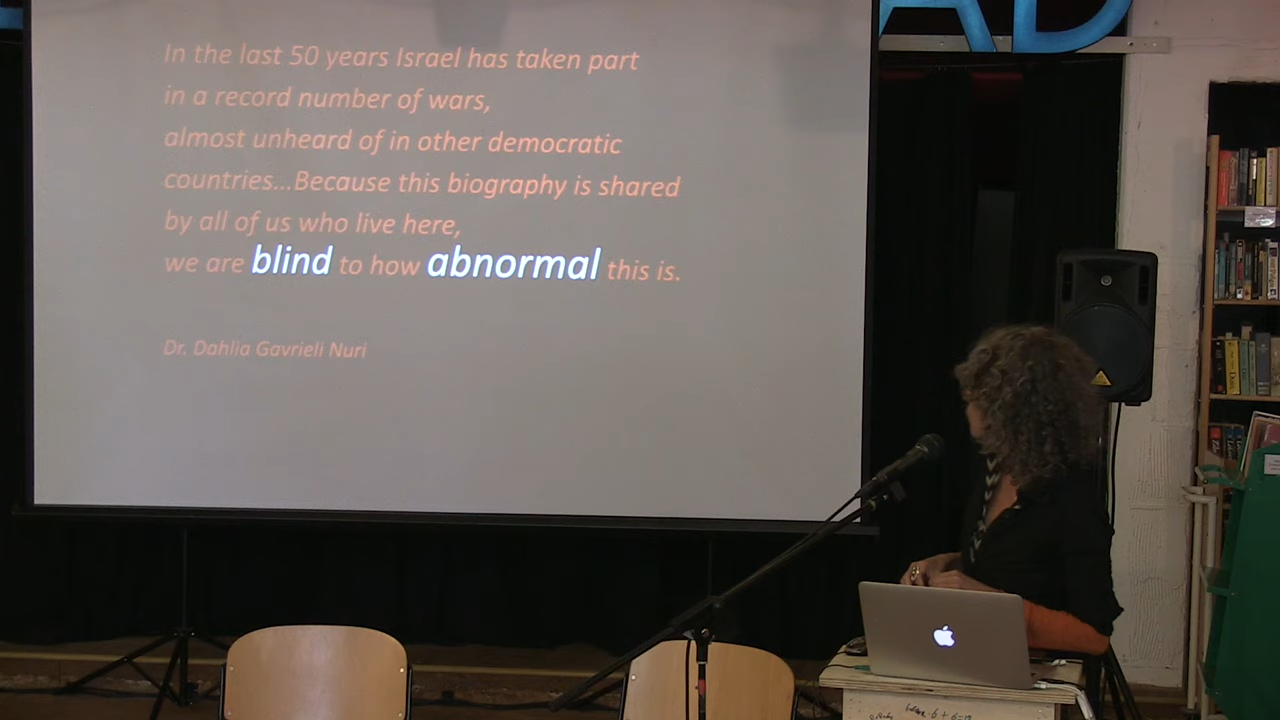 AD
In the last 50 years Israel has taken part
in a record number of wars,
almost unheard of in other democratic
countries...Because this biography is shared
by all of us who live here,
we are blind to how abnormal this is.
Dr. Dahlia Gavrieli Nuri